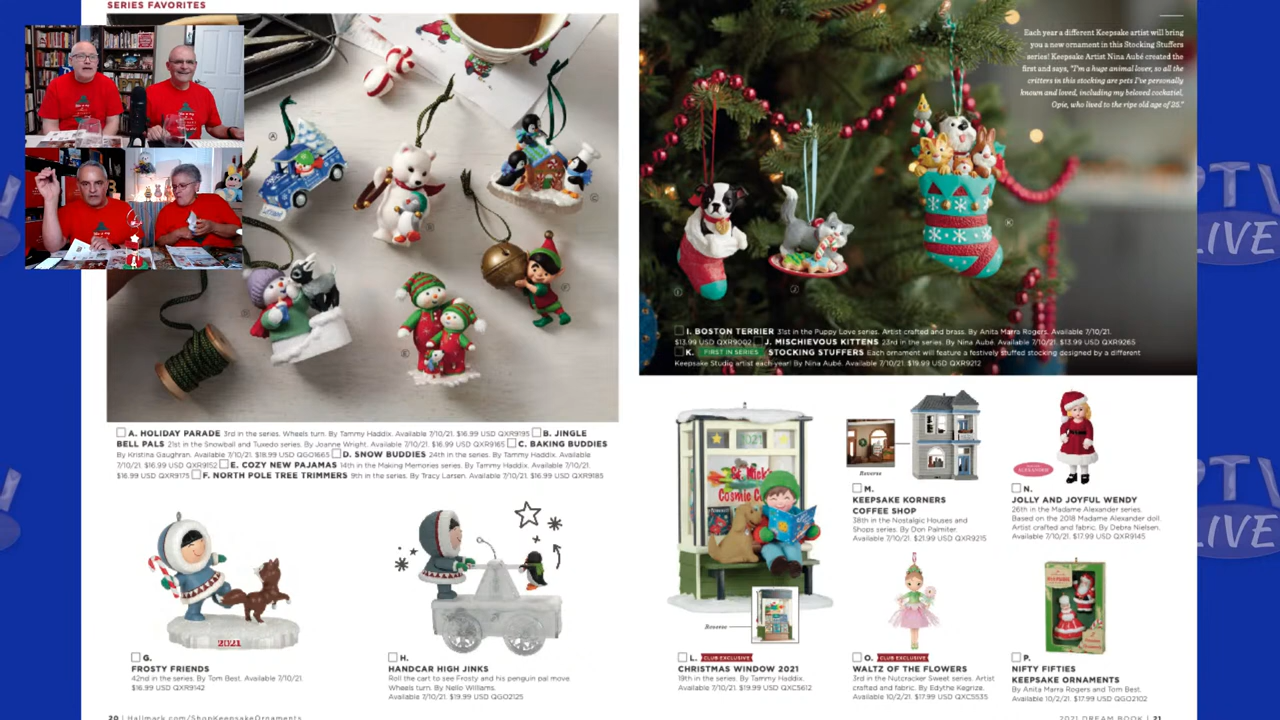 SERIES FAVORITES
Each year a different Keepsake artist will bring
you a new ornament in this Stocking Stuffers
series! Keepsake Artist Nina Aubé created the
first and says, "I'm a huge animal lover, so all the
critters in this stocking are pets I've personally
known and loved, including my beloved cockatiel,
Opie, who lived to the ripe old age of 25."
A
B
C
D
E
F
I
J
K
I. BOSTON TERRIER 31st in the Puppy Love series. Artist crafted and brass. By Anita Marra Rogers. Available 7/10/21.
$13.99 USD QXR9002 J. MISCHIEVOUS KITTENS 23rd in the series. By Nina Aubé. Available 7/10/21. $13.99 USD QXR9265
K. FIRST IN SERIES STOCKING STUFFERS Each ornament will feature a festively stuffed stocking designed by a different
Keepsake Studio artist each year! By Nina Aubé. Available 7/10/21. $19.99 USD QXR9212
A. HOLIDAY PARADE 3rd in the series. Wheels turn. By Tammy Haddix. Available 7/10/21. $16.99 USD QXR9195 B. JINGLE
BELL PALS 21st in the Snowball and Tuxedo series. By Joanne Wright. Available 7/10/21. $16.99 USD QXR9165 C. BAKING BUDDIES
By Kristina Gaughran. Available 7/10/21. $18.99 USD QGO1665 D. SNOW BUDDIES 24th in the series. By Tammy Haddix. Available
7/10/21. $16.99 USD QXR9152 E. COZY NEW PAJAMAS 14th in the Making Memories series. By Tammy Haddix. Available 7/10/21.
$16.99 USD QXR9175 F. NORTH POLE TREE TRIMMERS 9th in the series. By Tracy Larsen. Available 7/10/21. $16.99 USD QXR9185
2021
G.
FROSTY FRIENDS
42nd in the series. By Tom Best. Available 7/10/21.
$16.99 USD QXR9142
H.
HANDCAR HIGH JINKS
Roll the cart to see Frosty and his penguin pal move
Wheels turn. By Nello Williams.
Available 7/10/21. $19.99 USD QGO2125
2021
St. Nick's
Cosmic
Reverse
L. CLUB EXCLUSIVE
CHRISTMAS WINDOW 2021
19th in the series. By Tammy Haddix.
Available 7/10/21. $19.99 USD QXC5612
Reverse
M.
KEEPSAKE KORNERS
COFFEE SHOP
38th in the Nostalgic Houses and
Shops series. By Don Palmiter.
Available 7/10/21. $21.99 USD QXR9215
ALEXANDER
N.
JOLLY AND JOYFUL WENDY
26th in the Madame Alexander series.
Based on the 2018 Madame Alexander doll.
Artist crafted and fabric. By Debra Nielsen.
Available 7/10/21. $17.99 USD QXR9145
O. CLUB EXCLUSIVE
WALTZ OF THE FLOWERS
3rd in the Nutcracker Sweet series. Artist
crafted and fabric. By Edythe Kegrize.
Available 10/2/21. $17.99 USD QXC5535
P.
NIFTY FIFTIES
KEEPSAKE ORNAMENTS
By Anita Marra Rogers and Tom Best.
Available 10/2/21. $17.99 USD QGO2102
20 | Hallmark.com/ShopKeepsakeOrnaments
2021 DREAM BOOK | 21
LIVE
LIVE